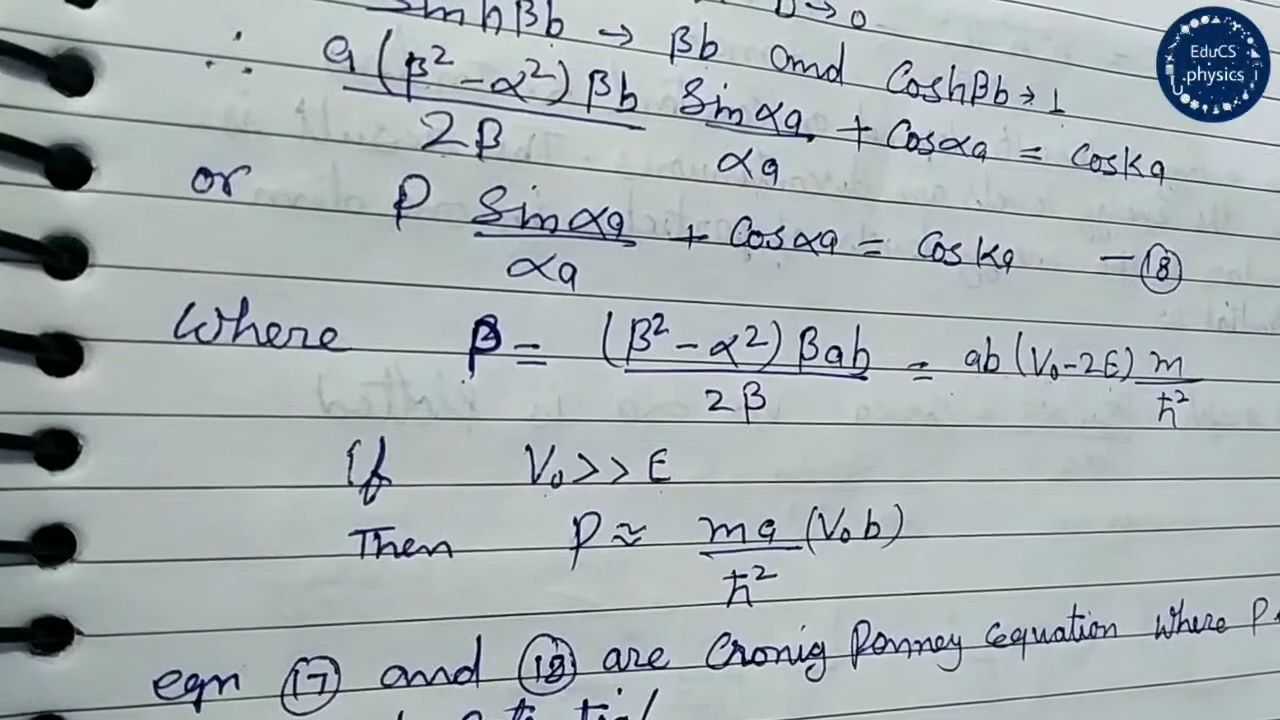 Sinhβb → βb and Coshβb→1
b→0
EduCS
physics
∴ a(β²-α²)βb/2β Sinαa/αa + Cosαa = Coska
or P Sinαa/αa + Cosαa = Coska —(18)
Where P = (β²-α²)βab/2β = ab(V₀-2E)m/ħ²
If V₀>>E
Then P≈ ma/ħ² (V₀b)
eqn (17) and (18) are Cronig Penney equation where P